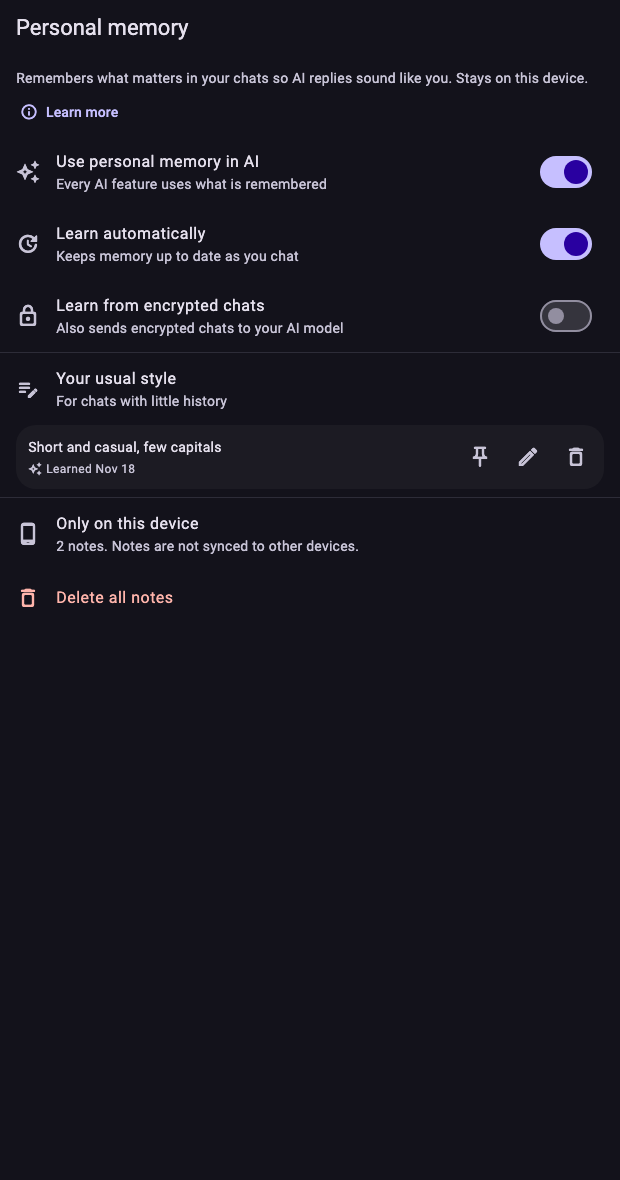 Personal memory
Remembers what matters in your chats so AI replies sound like you. Stays on this device.
Learn more
Use personal memory in AI
Every AI feature uses what is remembered
Learn automatically
Keeps memory up to date as you chat
Learn from encrypted chats
Also sends encrypted chats to your AI model
Your usual style
For chats with little history
Short and casual, few capitals
Learned Nov 18
Only on this device
2 notes. Notes are not synced to other devices.
Delete all notes